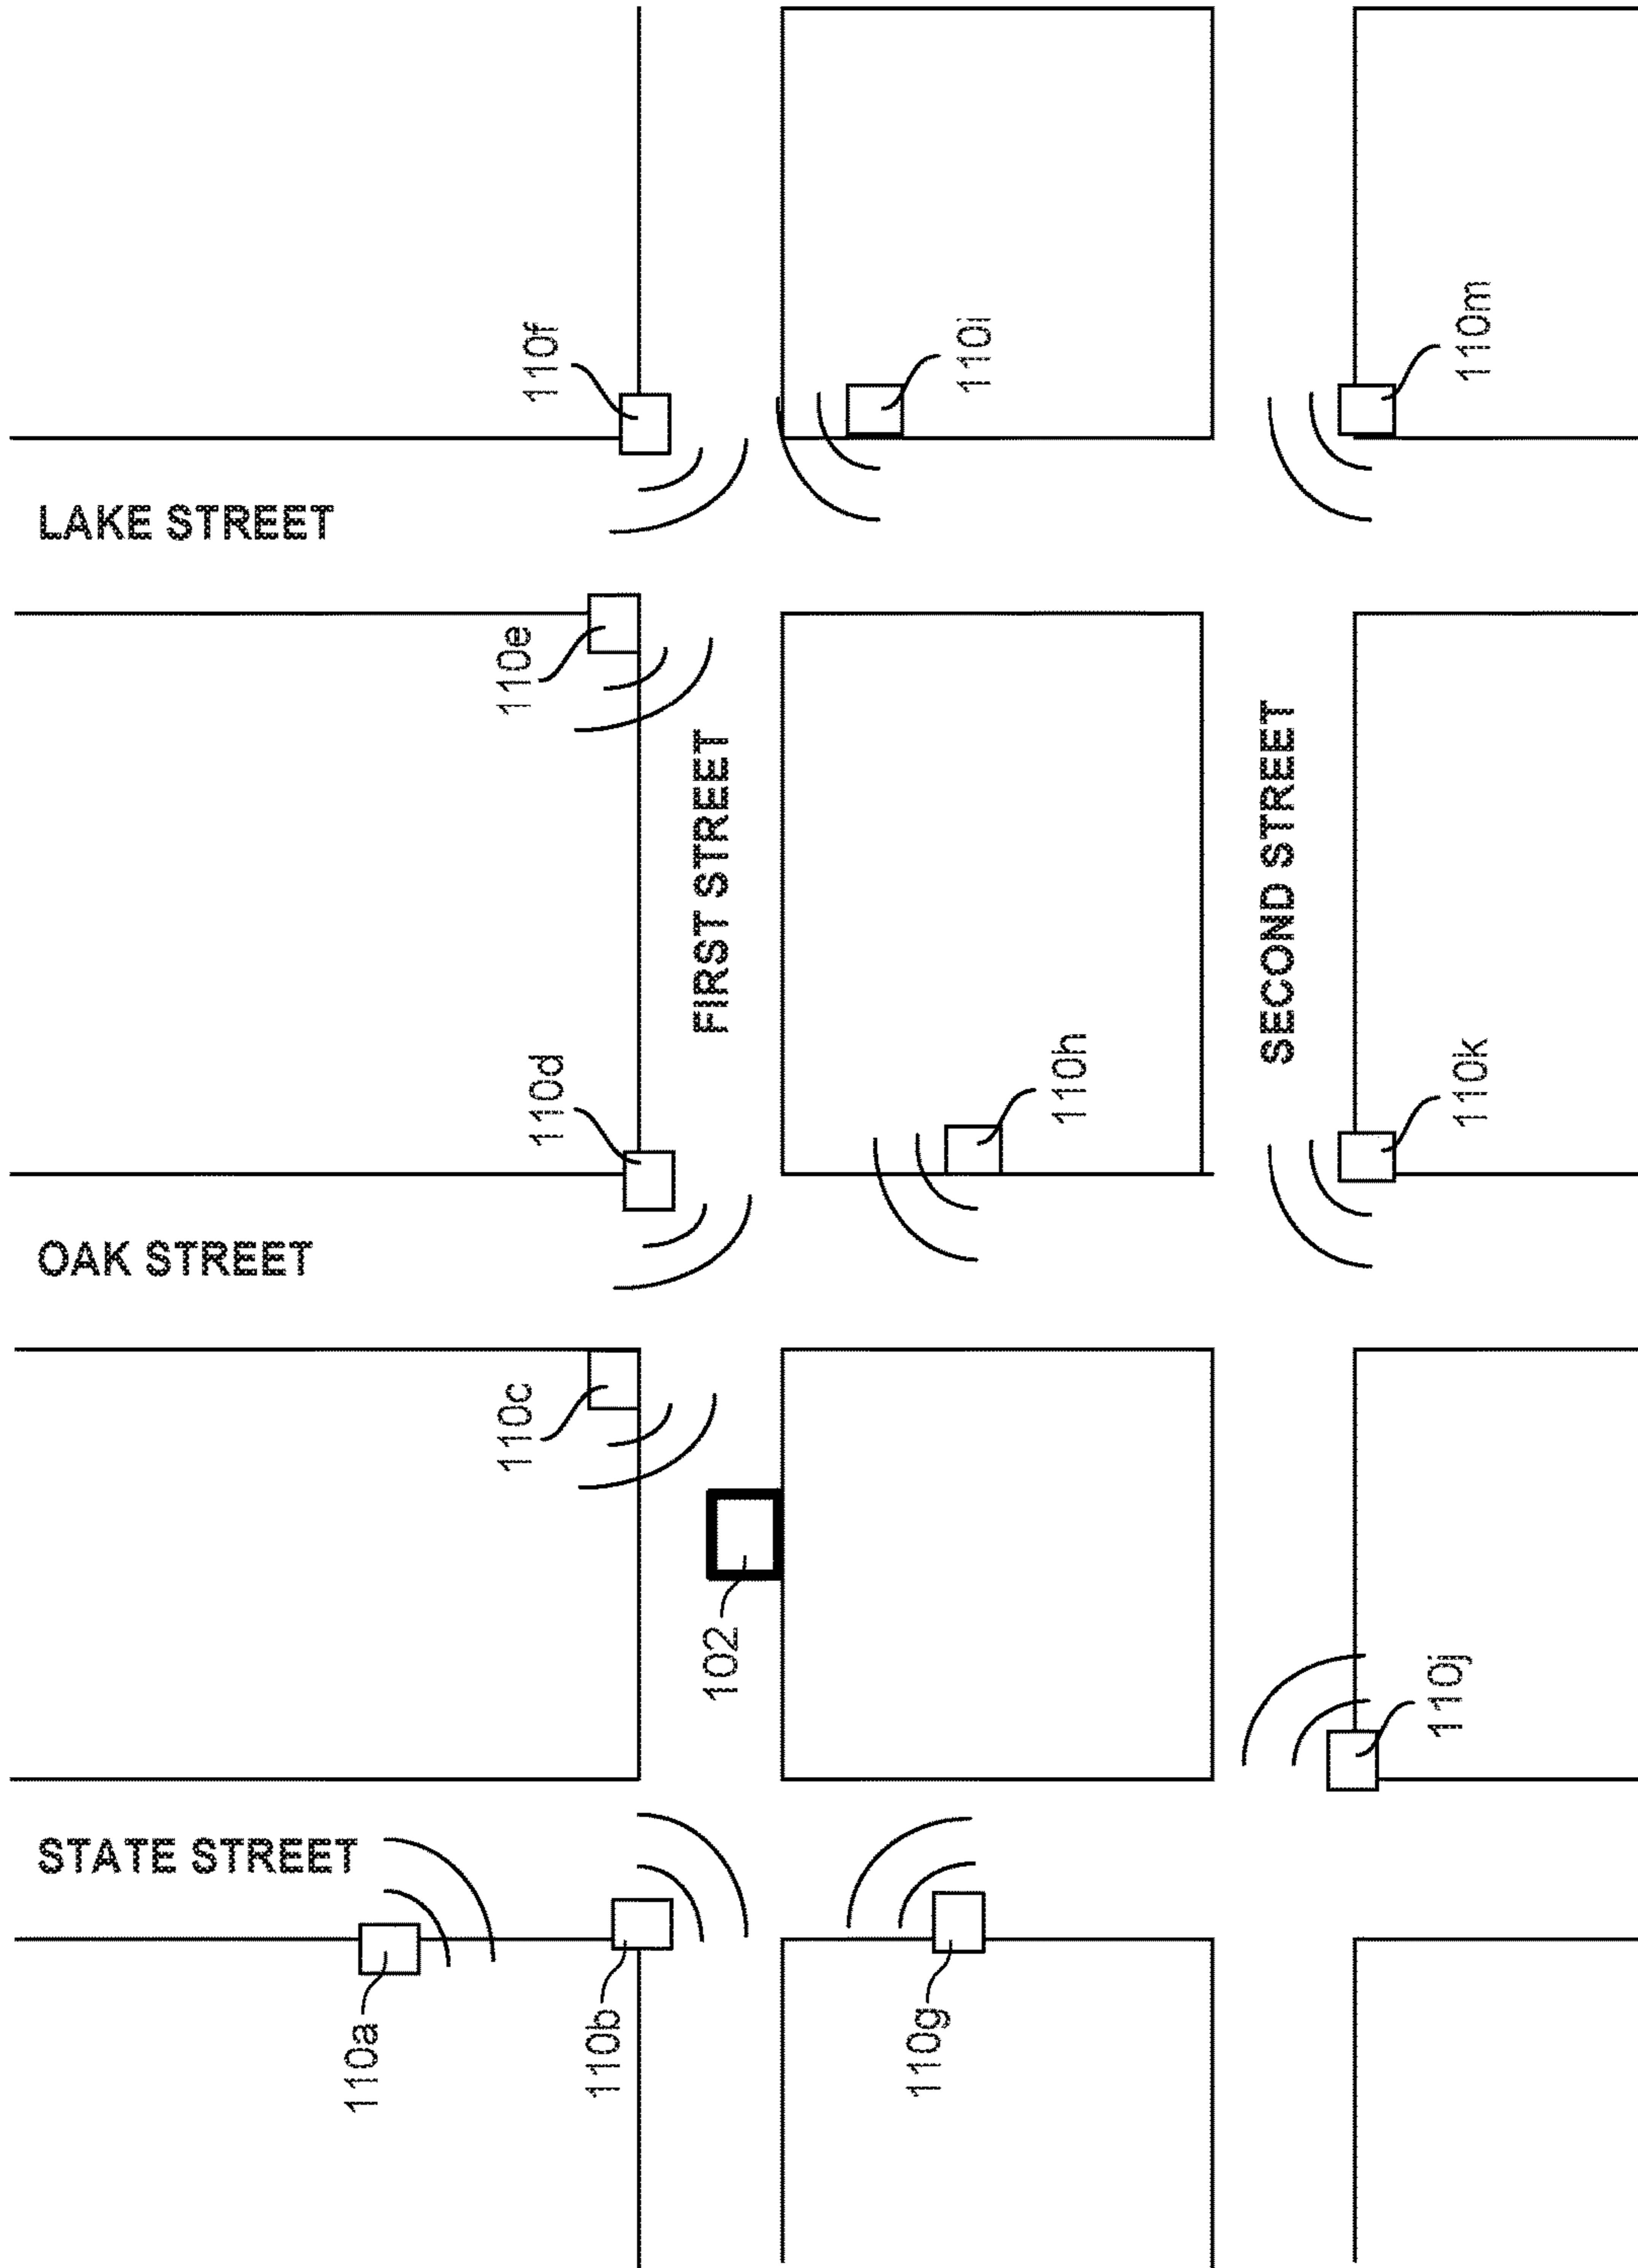 LAKE STREET
110f
110i
110m
110e
FIRST STREET
SECOND STREET
110d
110h
110k
OAK STREET
110c
102
110j
STATE STREET
110a
110b
110g